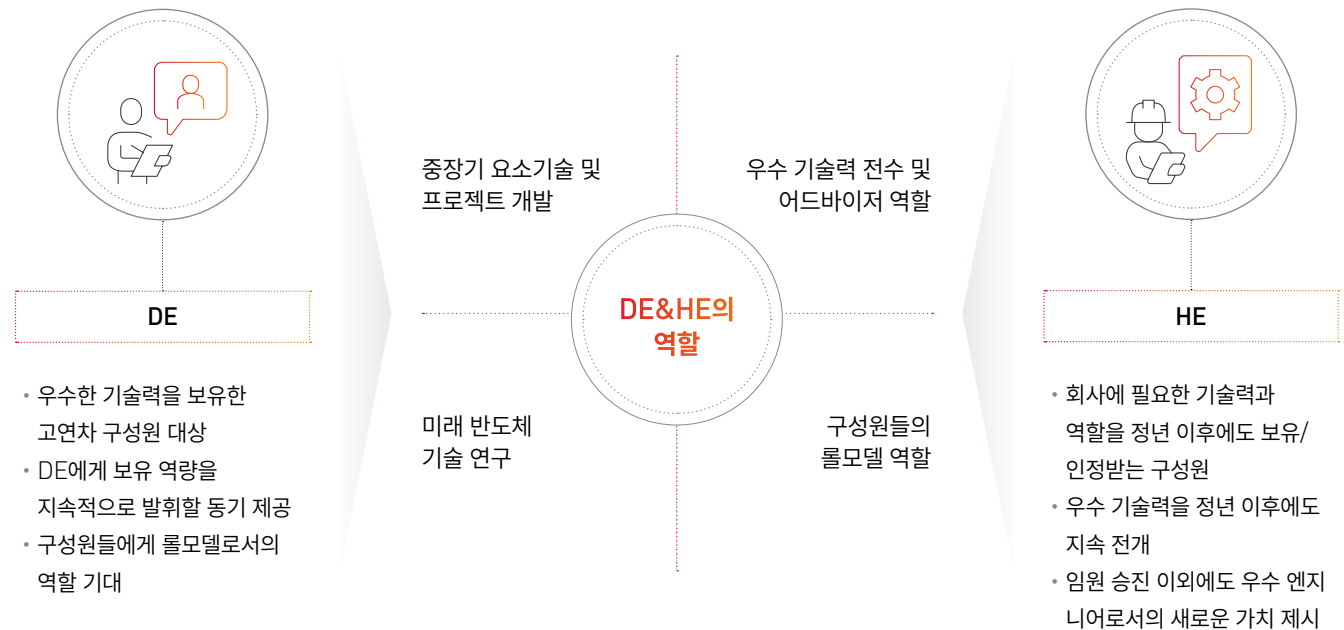 DE
· 우수한 기술력을 보유한
고연차 구성원 대상
· DE에게 보유 역량을
지속적으로 발휘할 동기 제공
· 구성원들에게 롤모델로서의
역할 기대
중장기 요소기술 및
프로젝트 개발
우수 기술력 전수 및
어드바이저 역할
DE&HE의
역할
미래 반도체
기술 연구
구성원들의
롤모델 역할
HE
· 회사에 필요한 기술력과
역할을 정년 이후에도 보유/
인정받는 구성원
· 우수 기술력을 정년 이후에도
지속 전개
· 임원 승진 이외에도 우수 엔지
니어로서의 새로운 가치 제시